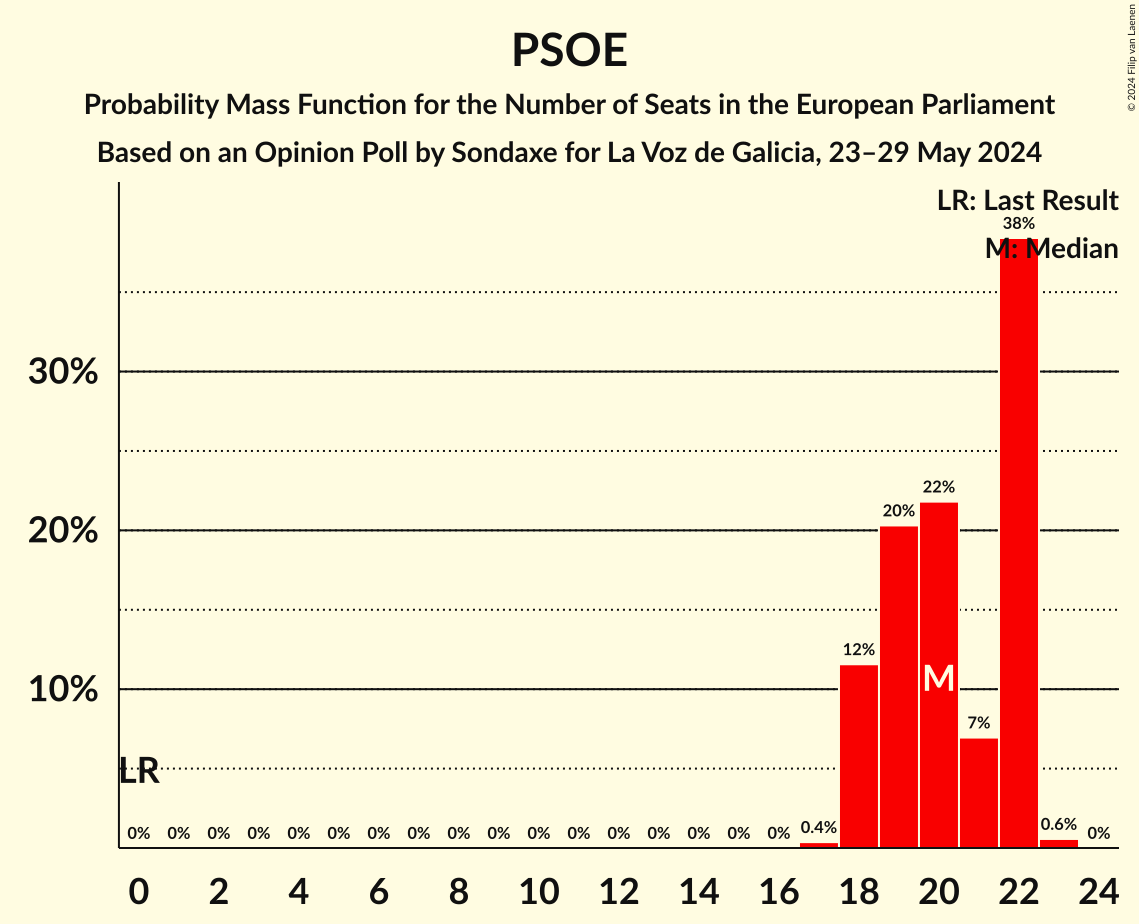 PSOE
Probability Mass Function for the Number of Seats in the European Parliament
Based on an Opinion Poll by Sondaxe for La Voz de Galicia, 23–29 May 2024
© 2024 Filip van Laenen
LR: Last Result
M: Median
30%
20%
10%
LR
M
0% 0% 0% 0% 0% 0% 0% 0% 0% 0% 0% 0% 0% 0% 0% 0% 0% 0.4% 12% 20% 22% 7% 38% 0.6% 0%
0 2 4 6 8 10 12 14 16 18 20 22 24